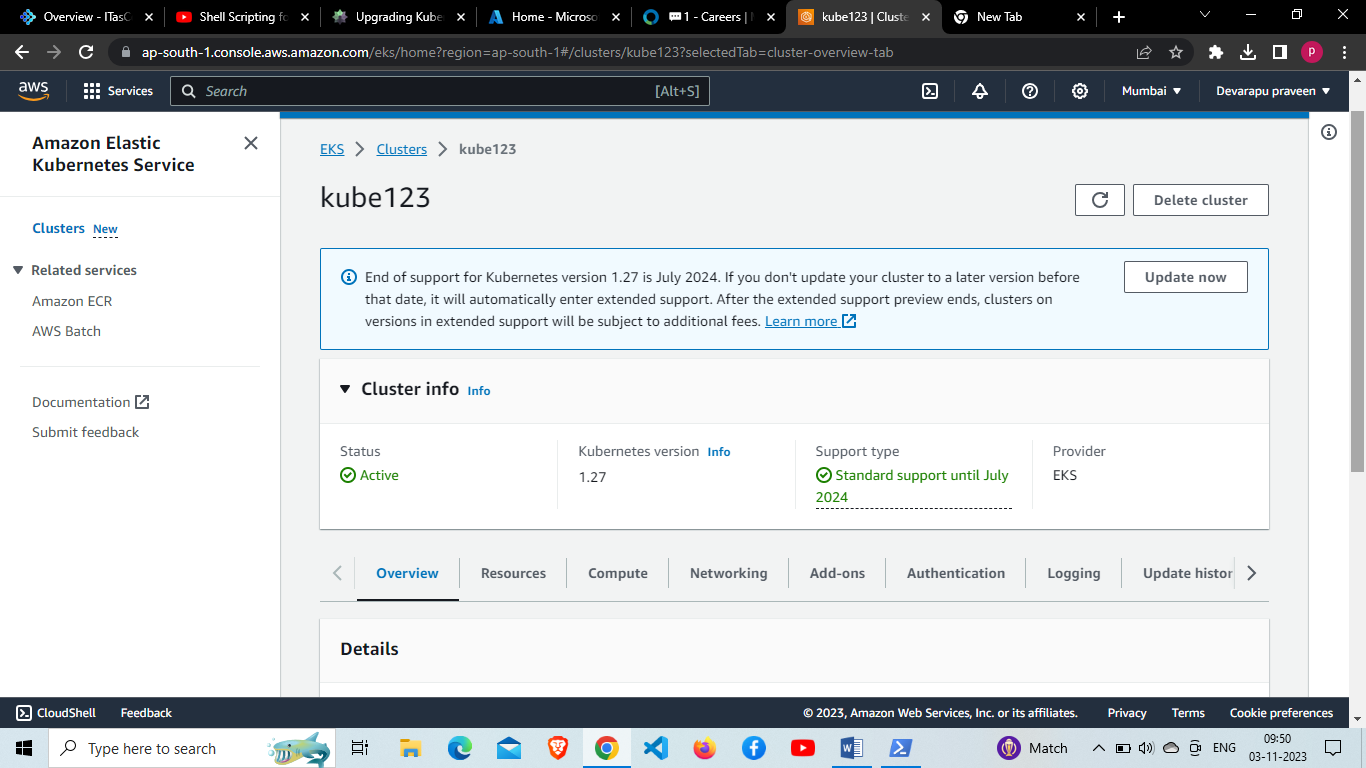 Overview - ITasC
Shell Scripting fo
Upgrading Kube
Home - Microso
1 - Careers | M
kube123 | Cluste
New Tab
ap-south-1.console.aws.amazon.com/eks/home?region=ap-south-1#/clusters/kube123?selectedTab=cluster-overview-tab
P
aws
Services
Search
[Alt+S]
Mumbai
Devarapu praveen
Amazon Elastic
Kubernetes Service
Clusters New
Related services
Amazon ECR
AWS Batch
Documentation
Submit feedback
EKS
Clusters
kube123
kube123
Delete cluster
End of support for Kubernetes version 1.27 is July 2024. If you don't update your cluster to a later version before
that date, it will automatically enter extended support. After the extended support preview ends, clusters on
versions in extended support will be subject to additional fees. Learn more
Update now
Cluster info Info
Status
Active
Kubernetes version Info
1.27
Support type
Standard support until July
2024
Provider
EKS
Overview
Resources
Compute
Networking
Add-ons
Authentication
Logging
Update histor
Details
CloudShell
Feedback
© 2023, Amazon Web Services, Inc. or its affiliates.
Privacy
Terms
Cookie preferences
Type here to search
Match
ENG
09:50
03-11-2023